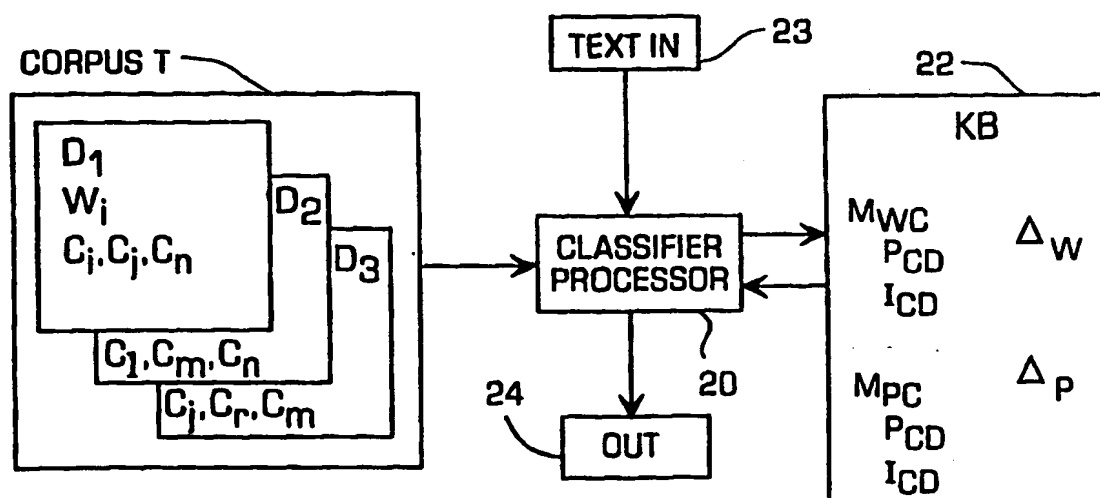 CORPUS T
D1
Wi
Ci,Cj,Cn
D2
Cl,Cm,Cn
D3
Cj,Cr,Cm
TEXT IN
23
CLASSIFIER
PROCESSOR
20
24
OUT
22
KB
MWC
PCD
ICD
ΔW
MPC
PCD
ICD
ΔP